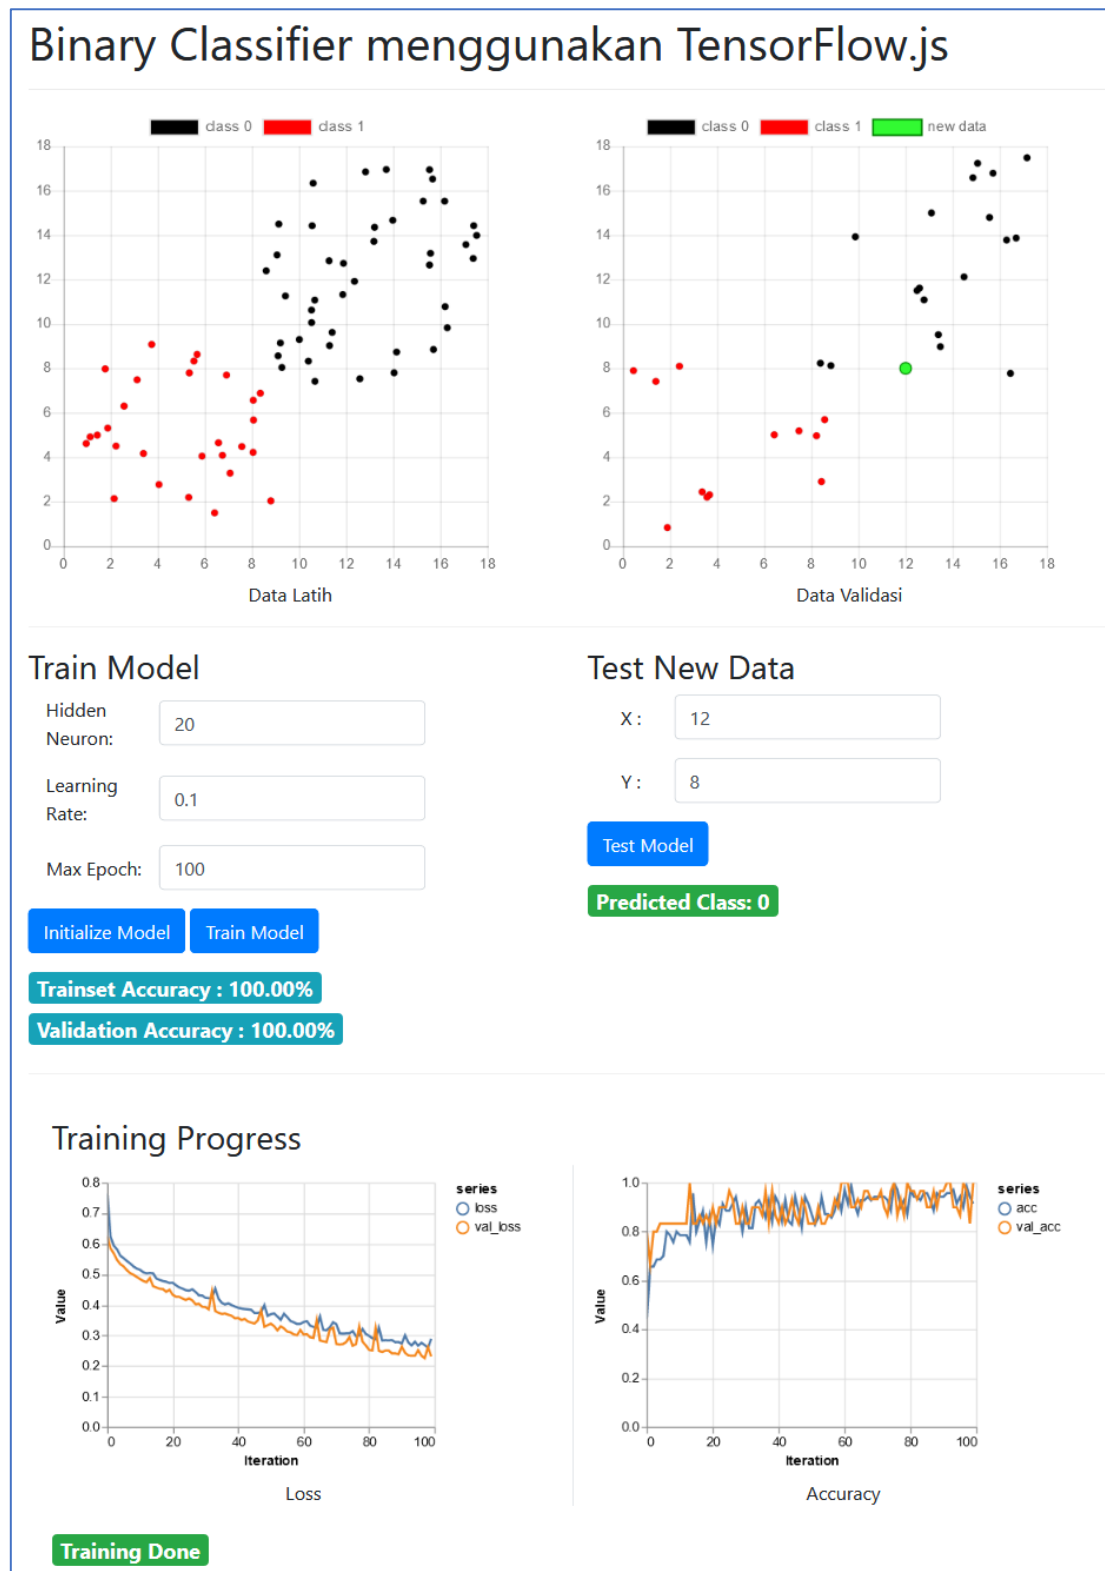 Binary Classifier menggunakan TensorFlow.js
class 0 class 1
18
16
14
12
10
8
6
4
2
0
0 2 4 6 8 10 12 14 16 18
Data Latih
class 0 class 1 new data
18
16
14
12
10
8
6
4
2
0
0 2 4 6 8 10 12 14 16 18
Data Validasi
Train Model
Hidden
Neuron:
20
Learning
Rate:
0.1
Max Epoch: 100
Initialize Model Train Model
Trainset Accuracy : 100.00%
Validation Accuracy : 100.00%
Test New Data
X : 12
Y : 8
Test Model
Predicted Class: 0
Training Progress
0.8
0.7
0.6
0.5
0.4
0.3
0.2
0.1
0.0
Value
0 20 40 60 80 100
Iteration
series
loss
val_loss
Loss
1.0
0.8
0.6
0.4
0.2
0.0
Value
0 20 40 60 80 100
Iteration
series
acc
val_acc
Accuracy
Training Done